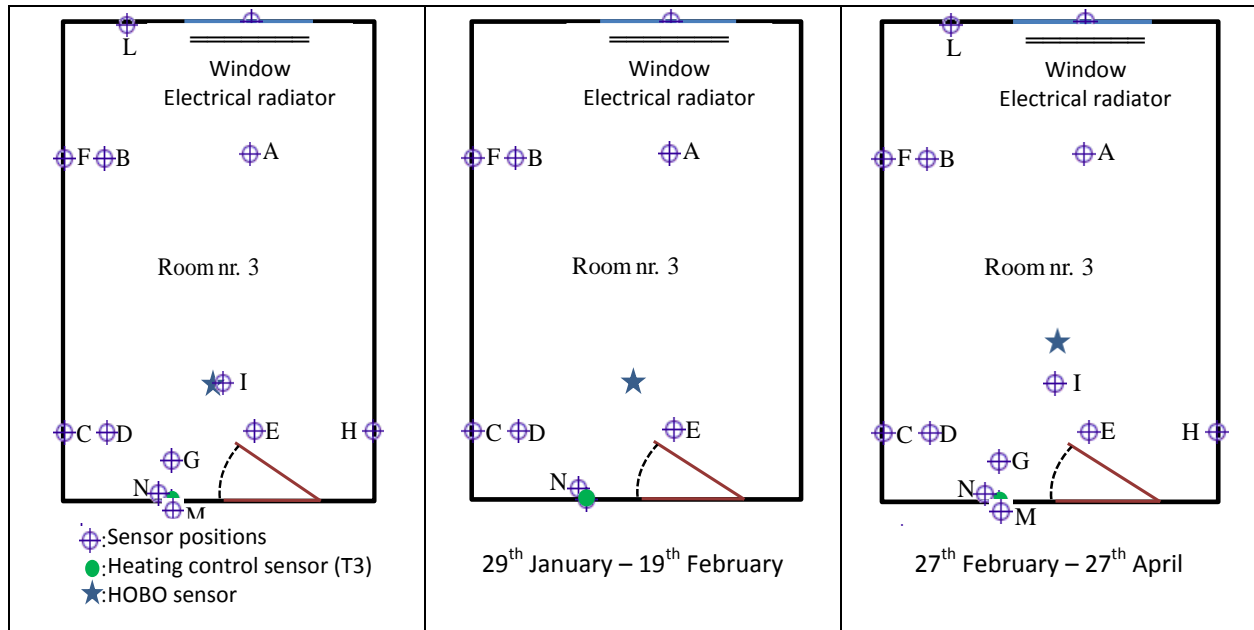 L
Window
Electrical radiator
F
B
A
Room nr. 3
I
C
D
E
H
G
N
M
:Sensor positions
:Heating control sensor (T3)
:HOBO sensor
Window
Electrical radiator
F
B
A
Room nr. 3
C
D
E
N
29th January – 19th February
L
Window
Electrical radiator
F
B
A
Room nr. 3
I
C
D
E
H
G
N
M
27th February – 27th April